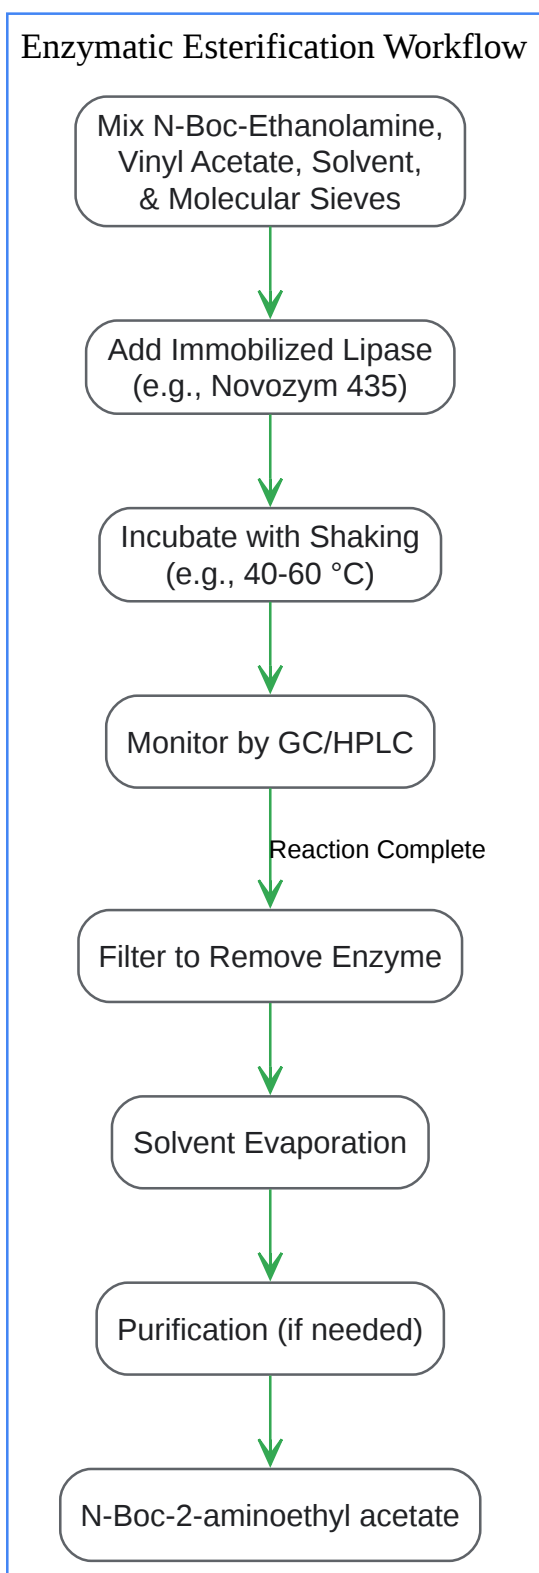 Enzymatic Esterification Workflow
Mix N-Boc-Ethanolamine,
Vinyl Acetate, Solvent,
& Molecular Sieves
Add Immobilized Lipase
(e.g., Novozym 435)
Incubate with Shaking
(e.g., 40-60 °C)
Monitor by GC/HPLC
Reaction Complete
Filter to Remove Enzyme
Solvent Evaporation
Purification (if needed)
N-Boc-2-aminoethyl acetate